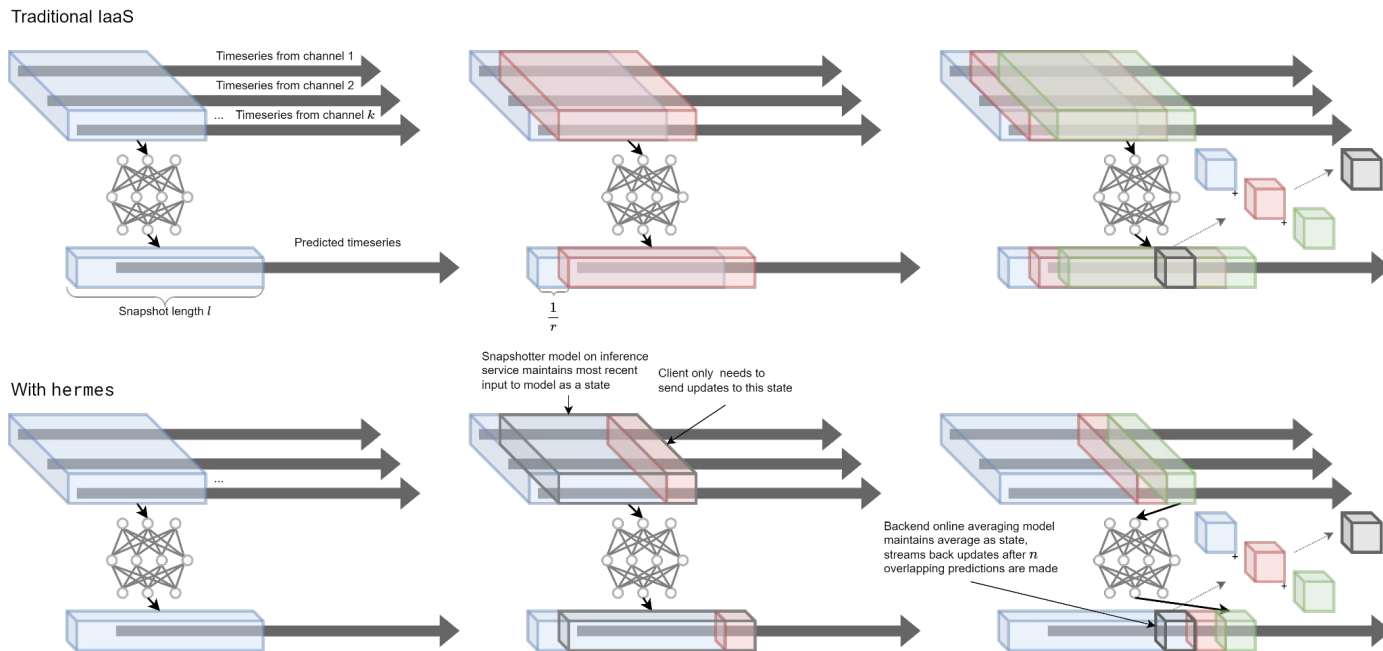 Traditional IaaS
Timeseries from channel 1
Timeseries from channel 2
... Timeseries from channel k
+
+
Predicted timeseries
Snapshot length l
1
r
Snapshotter model on inference
service maintains most recent
input to model as a state
Client only needs to
send updates to this state
With hermes
...
Backend online averaging model
maintains average as state,
streams back updates after n
overlapping predictions are made
+
+